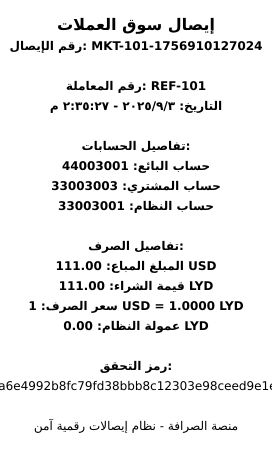 إيصال سوق العملات
رقم الإيصال: MKT-101-1756910127024
رقم المعاملة: REF-101
التاريخ: ٢٠٢٥/٩/٣ - ٢:٣٥:٢٧ م
تفاصيل الحسابات:
حساب البائع: 44003001
حساب المشتري: 33003003
حساب النظام: 33003001
تفاصيل الصرف:
المبلغ المباع: 111.00 USD
قيمة الشراء: 111.00 LYD
سعر الصرف: 1 USD = 1.0000 LYD
عمولة النظام: 0.00 LYD
رمز التحقق:
a6e4992b8fc79fd38bbb8c12303e98ceed9e1e
منصة الصرافة - نظام إيصالات رقمية آمن